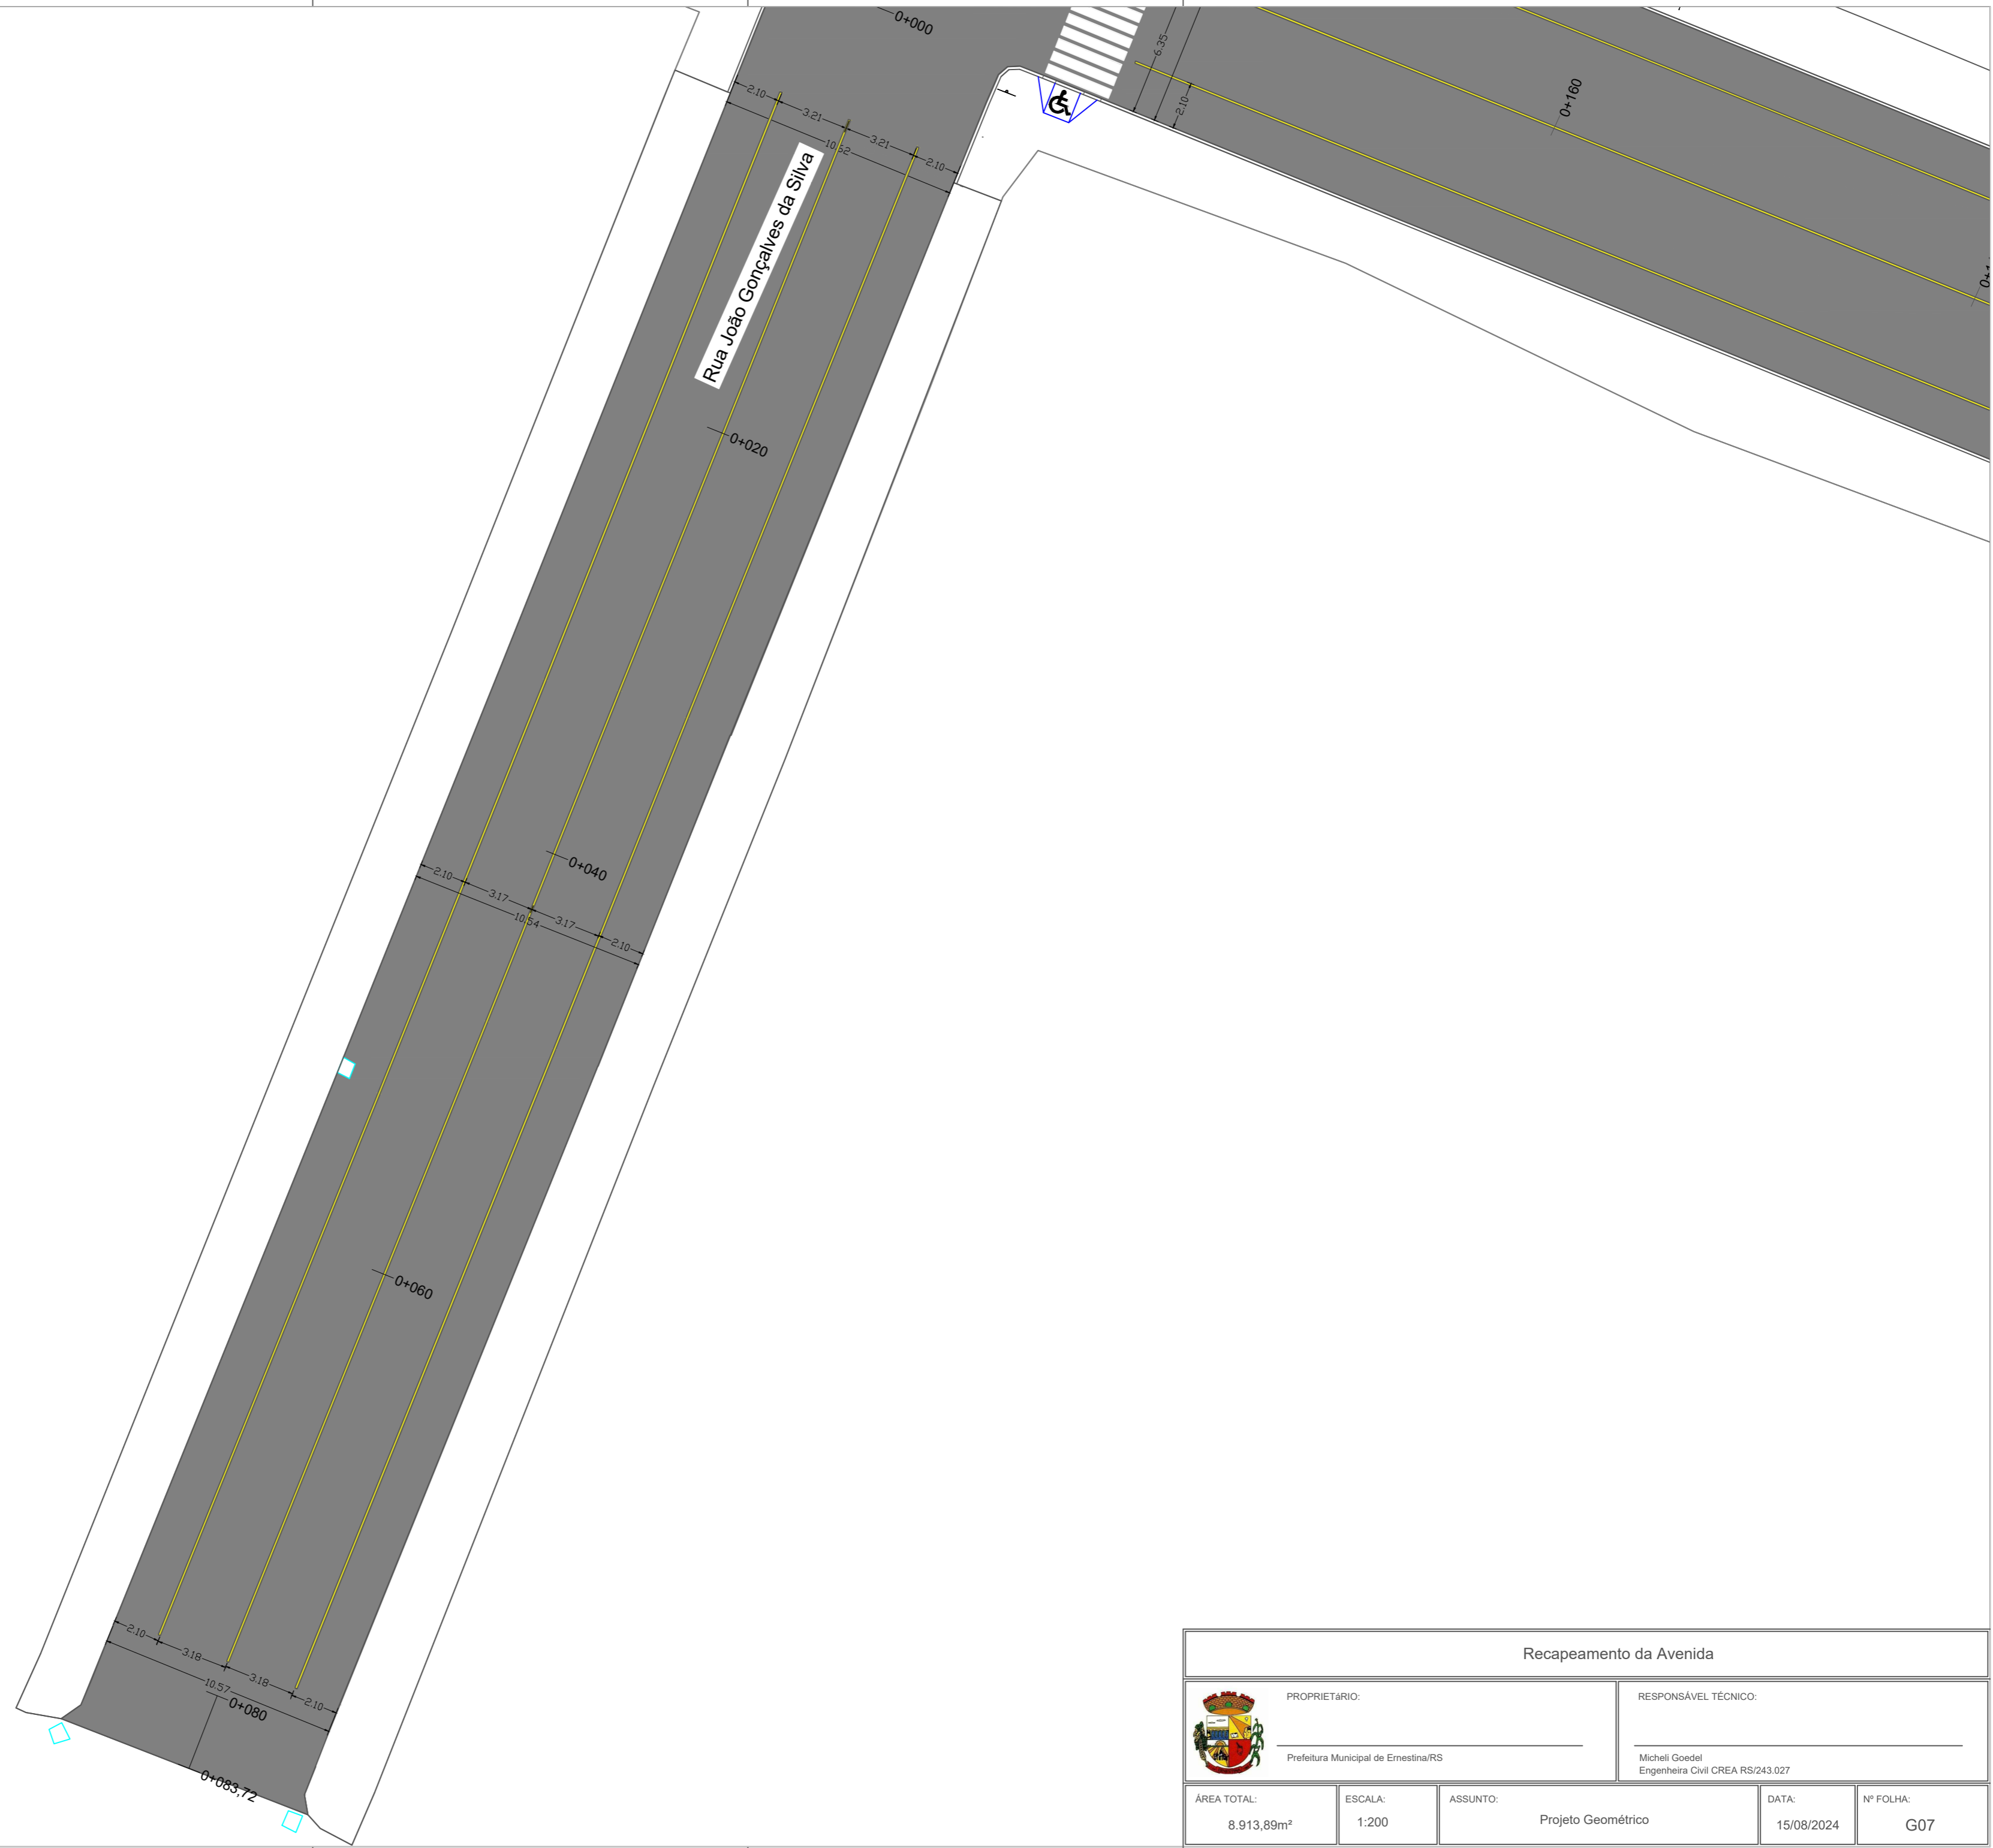 0+000
6.35
2.10
0+160
2.10
3.21
3.21
2.10
10.62
Rua João Gonçalves da Silva
0+020
0+040
2.10
3.17
3.17
2.10
10.54
0+060
2.10
3.18
3.18
2.10
10.57
0+080
0+083,72
Recapeamento da Avenida
PROPRIETáRIO:
Prefeitura Municipal de Ernestina/RS
RESPONSÁVEL TÉCNICO:
Micheli Goedel
Engenheira Civil CREA RS/243.027
ÁREA TOTAL:
8.913,89m²
ESCALA:
1:200
ASSUNTO:
Projeto Geométrico
DATA:
15/08/2024
Nº FOLHA:
G07